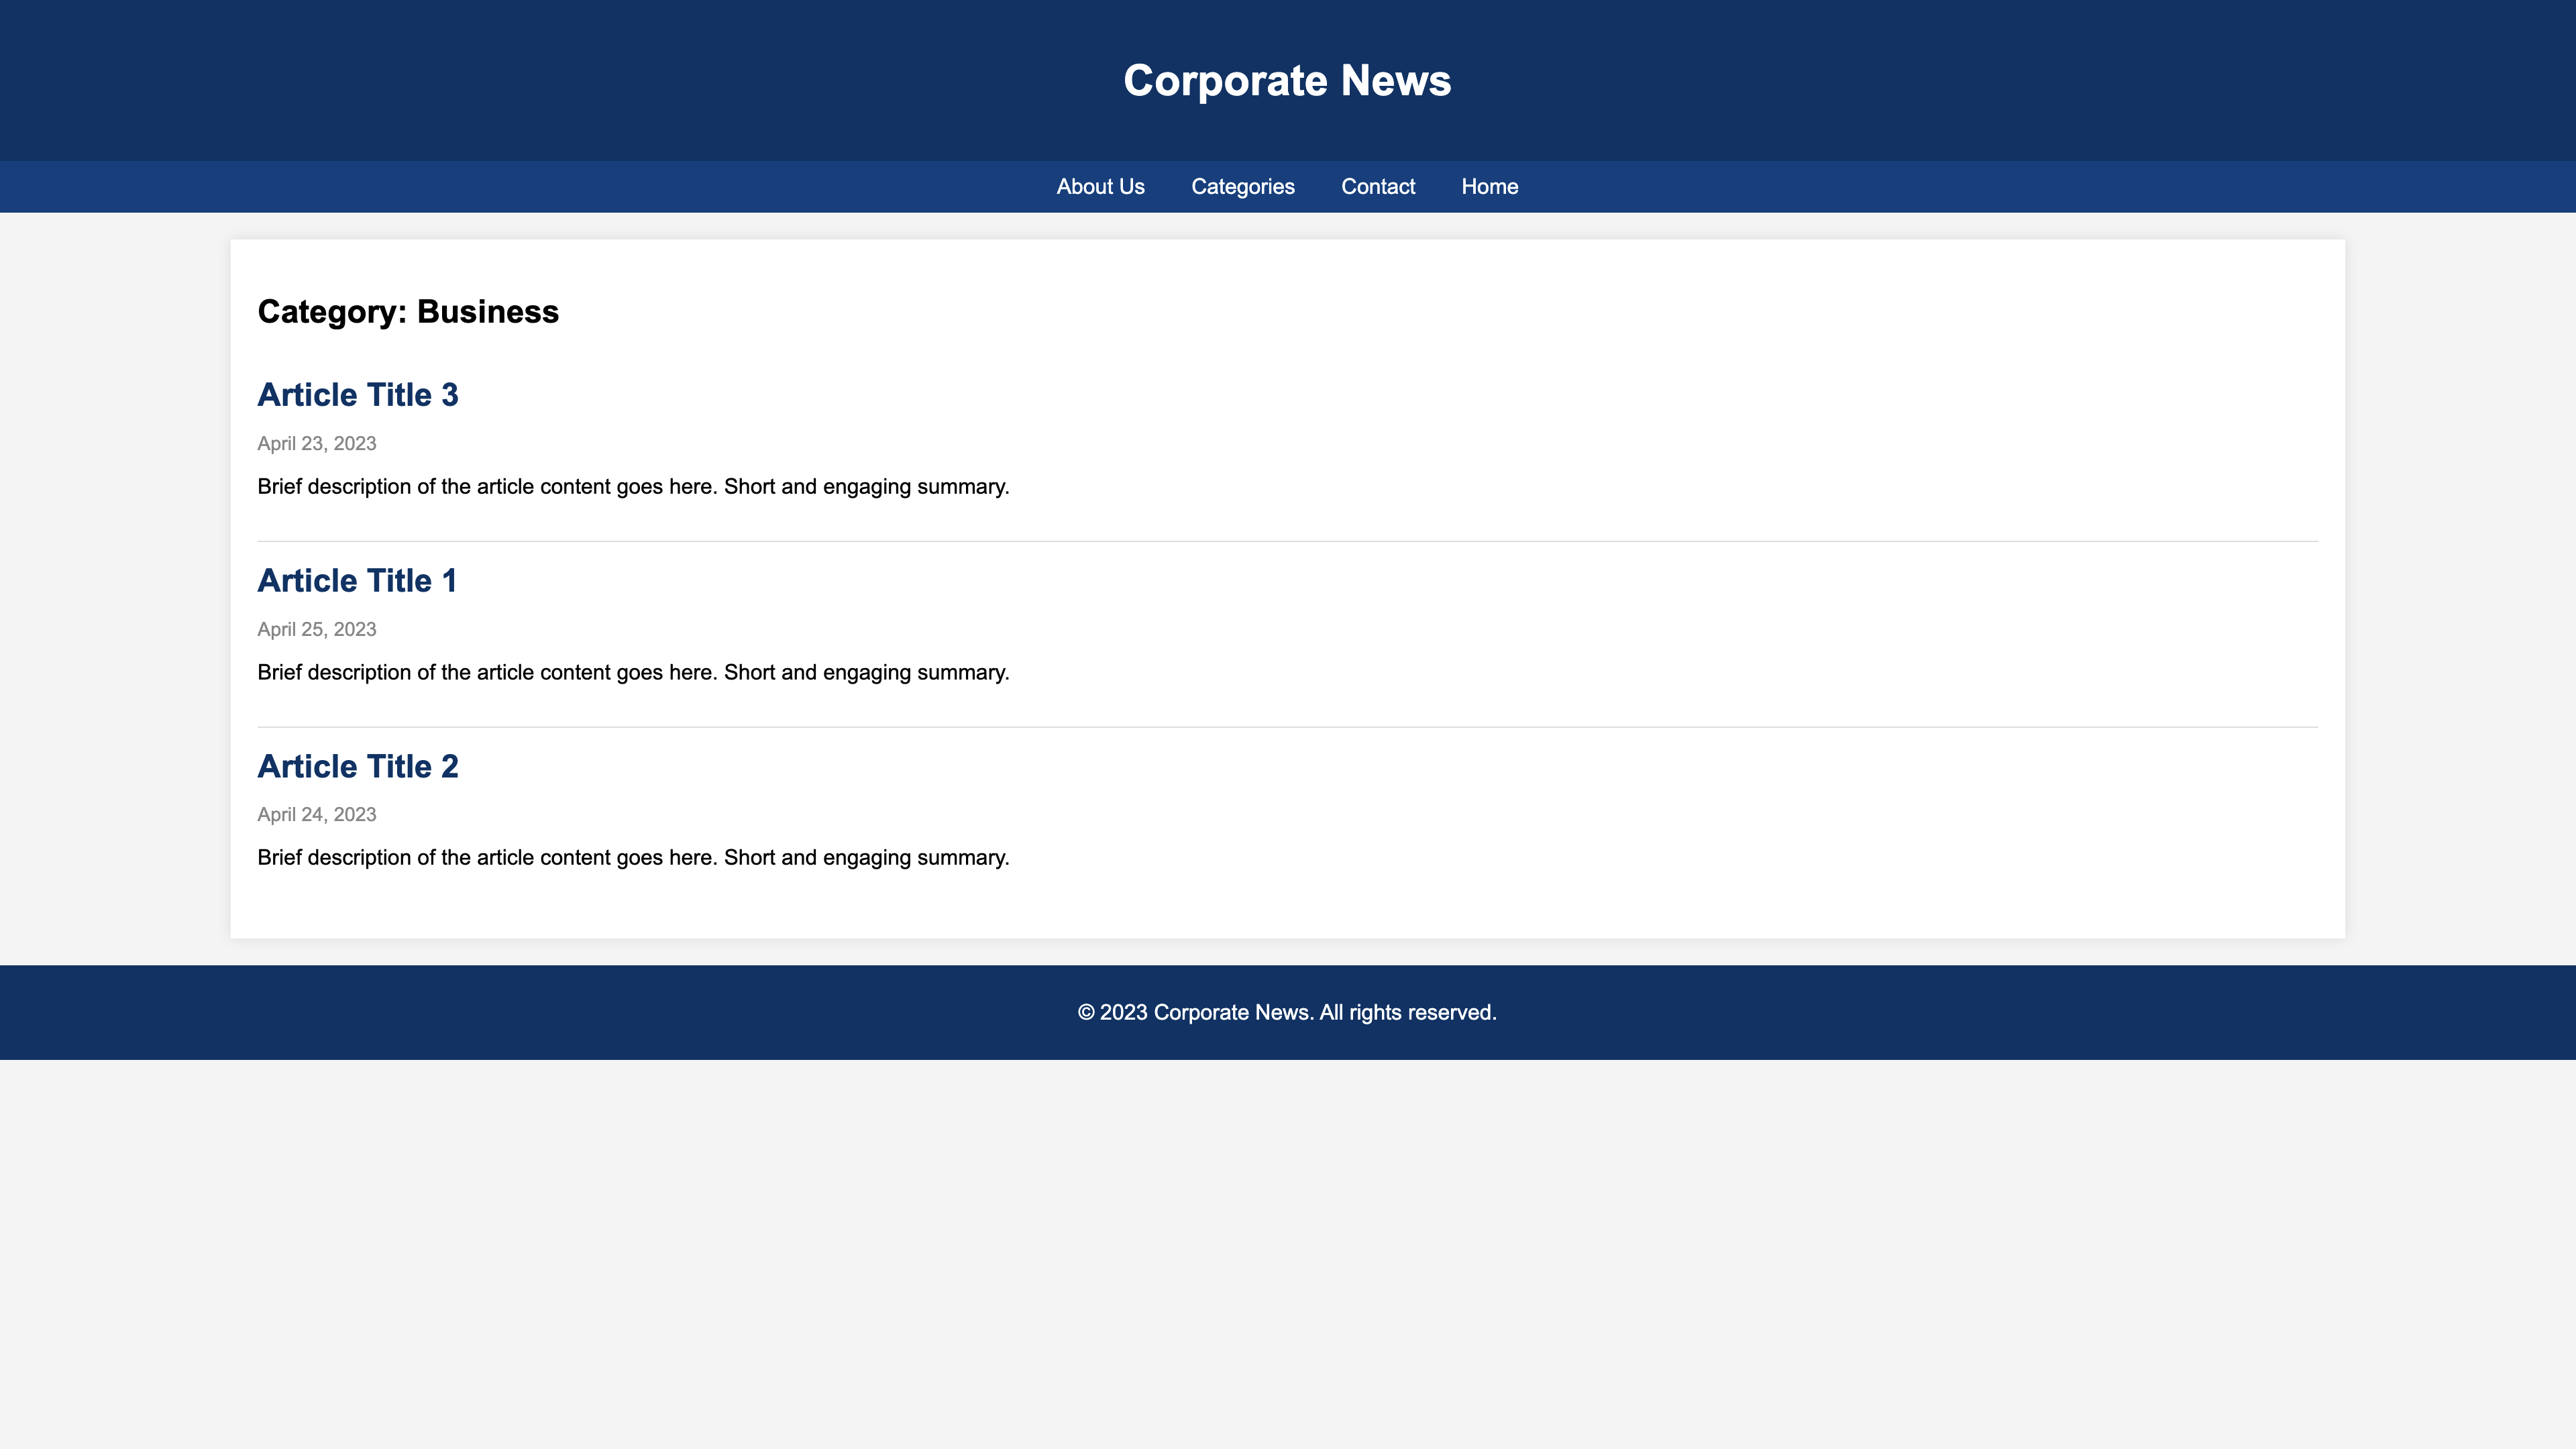 Corporate News
About Us Categories Contact Home
Category: Business
Article Title 3
April 23, 2023
Brief description of the article content goes here. Short and engaging summary.
Article Title 1
April 25, 2023
Brief description of the article content goes here. Short and engaging summary.
Article Title 2
April 24, 2023
Brief description of the article content goes here. Short and engaging summary.
© 2023 Corporate News. All rights reserved.